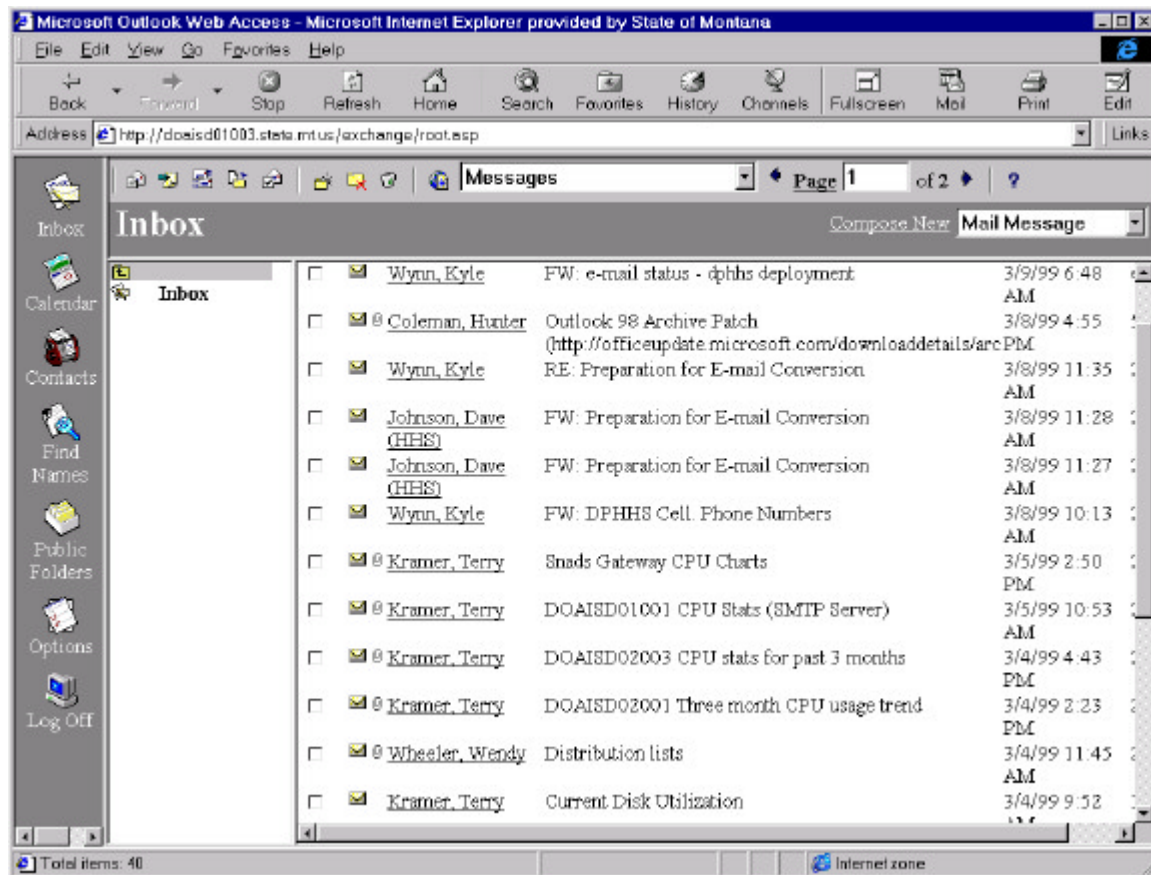 Microsoft Outlook Web Access - Microsoft Internet Explorer provided by State of Montana
File Edit View Go Favorites Help
Back Forward Stop Refresh Home Search Favorites History Channels Fullscreen Mail Print Edit
Address http://doaisd01003.state.mt.us/exchange/root.asp Links
Messages Page 1 of 2 ?
Inbox Compose New Mail Message
Inbox
Calendar
Contacts
Find
Names
Public
Folders
Options
Log Off
Inbox
Wynn, Kyle FW: e-mail status - dphhs deployment 3/9/99 6:48
AM
Coleman, Hunter Outlook 98 Archive Patch 3/8/99 4:55
(http://officeupdate.microsoft.com/downloaddetails/arc PM
Wynn, Kyle RE: Preparation for E-mail Conversion 3/8/99 11:35
AM
Johnson, Dave FW: Preparation for E-mail Conversion 3/8/99 11:28
(HHS) AM
Johnson, Dave FW: Preparation for E-mail Conversion 3/8/99 11:27
(HHS) AM
Wynn, Kyle FW: DPHHS Cell. Phone Numbers 3/8/99 10:13
AM
Kramer, Terry Snads Gateway CPU Charts 3/5/99 2:50
PM
Kramer, Terry DOAISD01001 CPU Stats (SMTP Server) 3/5/99 10:53
AM
Kramer, Terry DOAISD02003 CPU stats for past 3 months 3/4/99 4:43
PM
Kramer, Terry DOAISD02001 Three month CPU usage trend 3/4/99 2:23
PM
Wheeler, Wendy Distribution lists 3/4/99 11:45
AM
Kramer, Terry Current Disk Utilization 3/4/99 9:52
Total items: 40 Internet zone